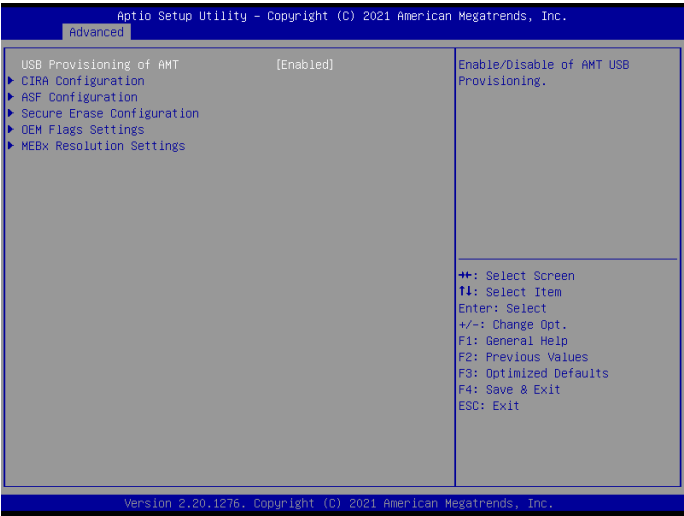 Aptio Setup Utility – Copyright (C) 2021 American Megatrends, Inc.
Advanced
USB Provisioning of AMT [Enabled]
CIRA Configuration
ASF Configuration
Secure Erase Configuration
OEM Flags Settings
MEBx Resolution Settings
Enable/Disable of AMT USB
Provisioning.
→←: Select Screen
↑↓: Select Item
Enter: Select
+/-: Change Opt.
F1: General Help
F2: Previous Values
F3: Optimized Defaults
F4: Save & Exit
ESC: Exit
Version 2.20.1276. Copyright (C) 2021 American Megatrends, Inc.